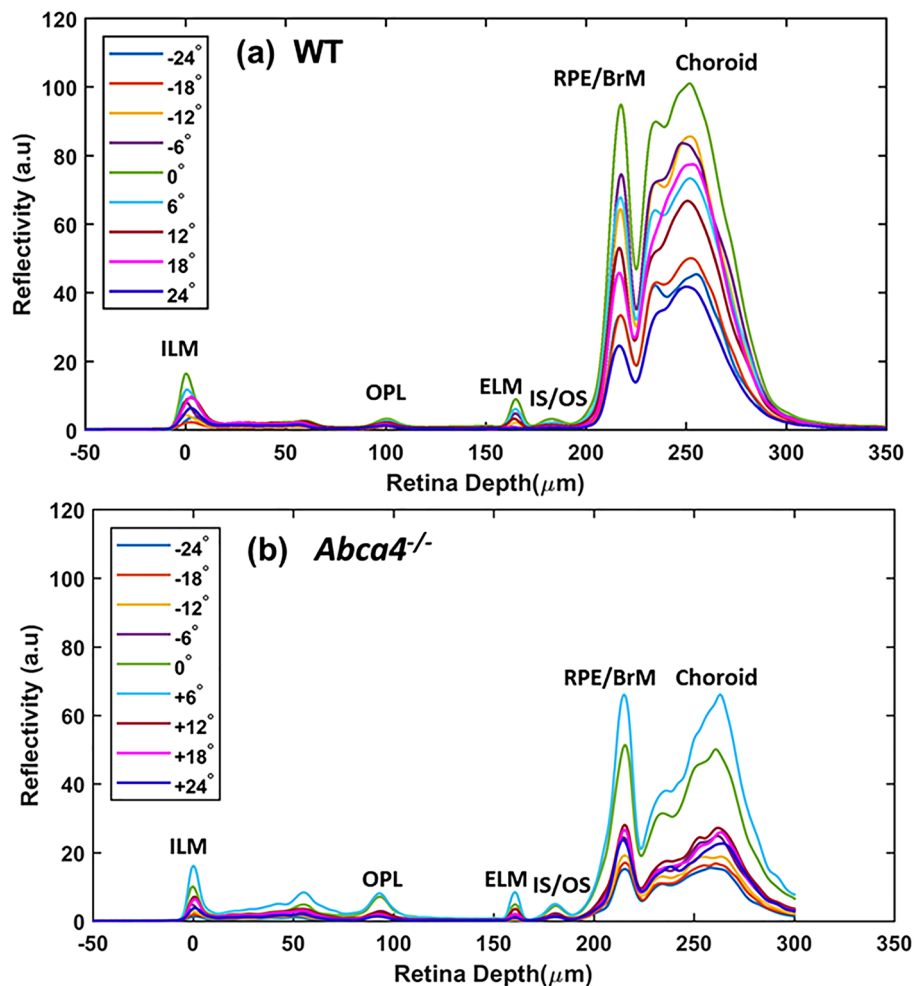 (a) WT
-24°
-18°
-12°
-6°
0°
6°
12°
18°
24°
ILM
OPL
ELM
IS/OS
RPE/BrM
Choroid
120
100
80
60
40
20
0
Reflectivity (a.u)
-50 0 50 100 150 200 250 300 350
Retina Depth(μm)
(b) Abca4-/-
-24°
-18°
-12°
-6°
0°
+6°
+12°
+18°
+24°
ILM
OPL
ELM
IS/OS
RPE/BrM
Choroid
120
100
80
60
40
20
0
Reflectivity (a.u)
-50 0 50 100 150 200 250 300 350
Retina Depth(μm)